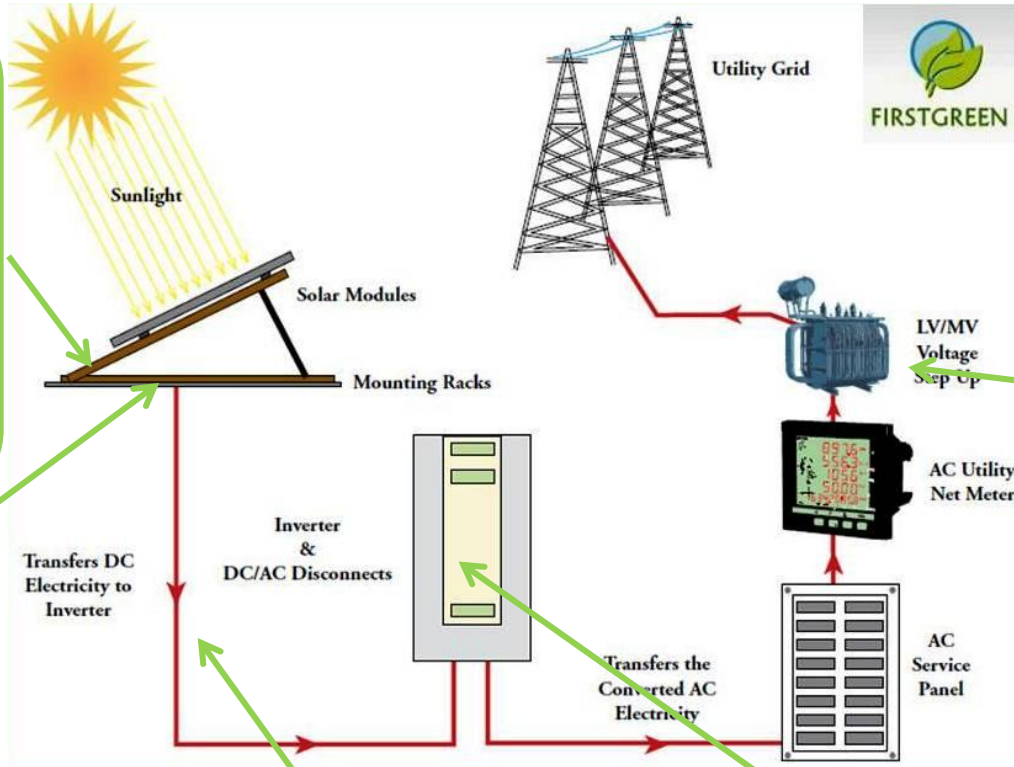 Utility Grid
FIRSTGREEN
Sunlight
Solar Modules
LV/MV
Voltage
Step Up
Mounting Racks
AC Utility
Net Meter
Inverter
&
DC/AC Disconnects
Transfers DC
Electricity to
Inverter
AC
Service
Panel
Transfers the
Converted AC
Electricity